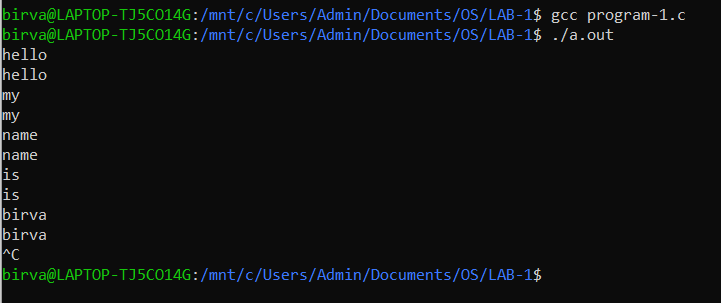 birva@LAPTOP-TJ5CO14G:/mnt/c/Users/Admin/Documents/OS/LAB-1$ gcc program-1.c
birva@LAPTOP-TJ5CO14G:/mnt/c/Users/Admin/Documents/OS/LAB-1$ ./a.out
hello
hello
my
my
name
name
is
is
birva
birva
^C
birva@LAPTOP-TJ5CO14G:/mnt/c/Users/Admin/Documents/OS/LAB-1$